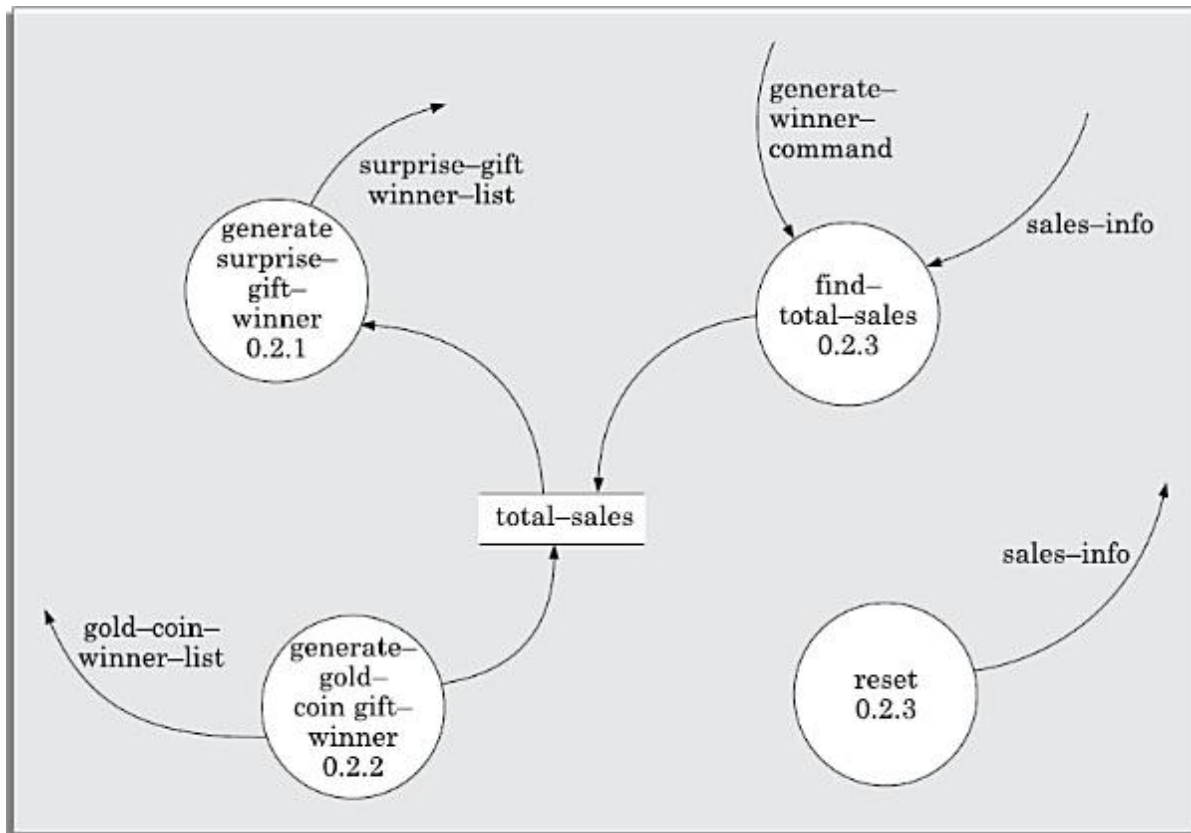 generate–
winner–
command
surprise–gift
winner–list
sales–info
generate
surprise–
gift–
winner
0.2.1
find–
total–sales
0.2.3
total–sales
sales–info
gold–coin–
winner–list
generate–
gold–
coin gift–
winner
0.2.2
reset
0.2.3